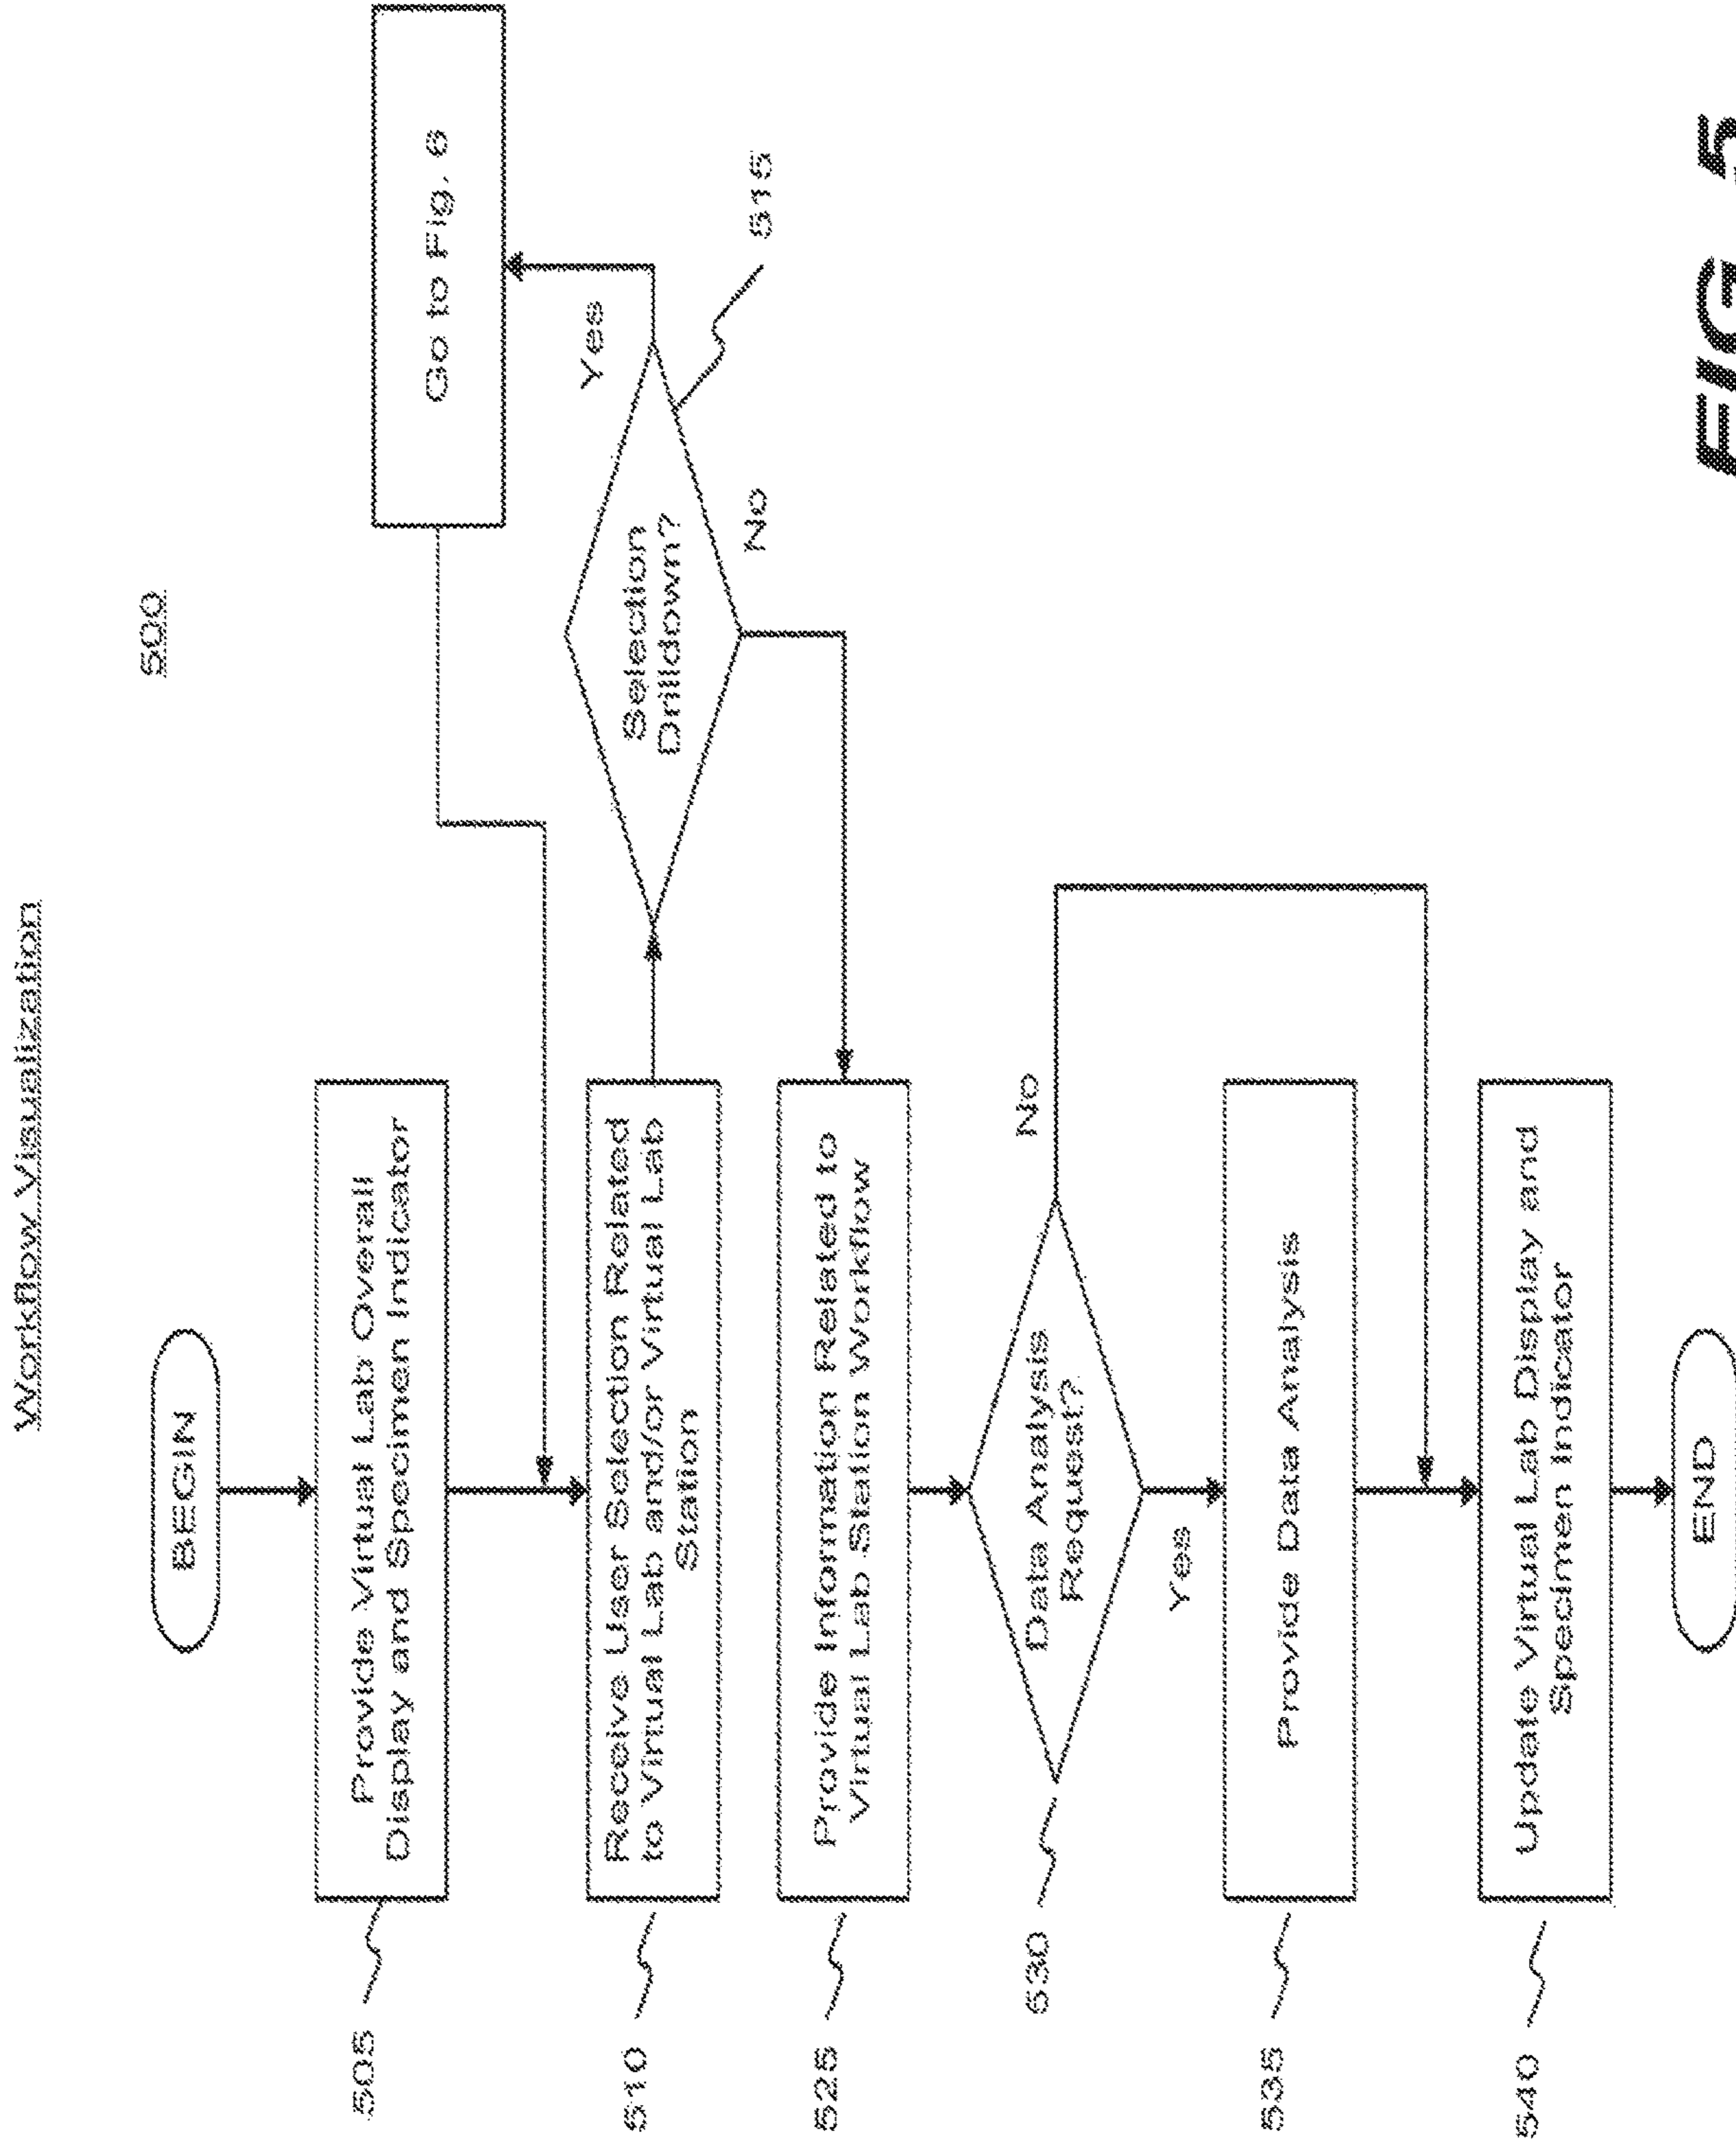 Workflow Visualization
500
BEGIN
505
Provide Virtual Lab Overall
Display and Specimen Indicator
Go to Fig. 6
510
Receive User Selection Related
to Virtual Lab and/or Virtual Lab
Station
Selection
Drilldown?
Yes
515
No
525
Provide Information Related to
Virtual Lab Station Workflow
530
Data Analysis
Request?
No
Yes
535
Provide Data Analysis
540
Update Virtual Lab Display and
Specimen Indicator
END
FIG. 5